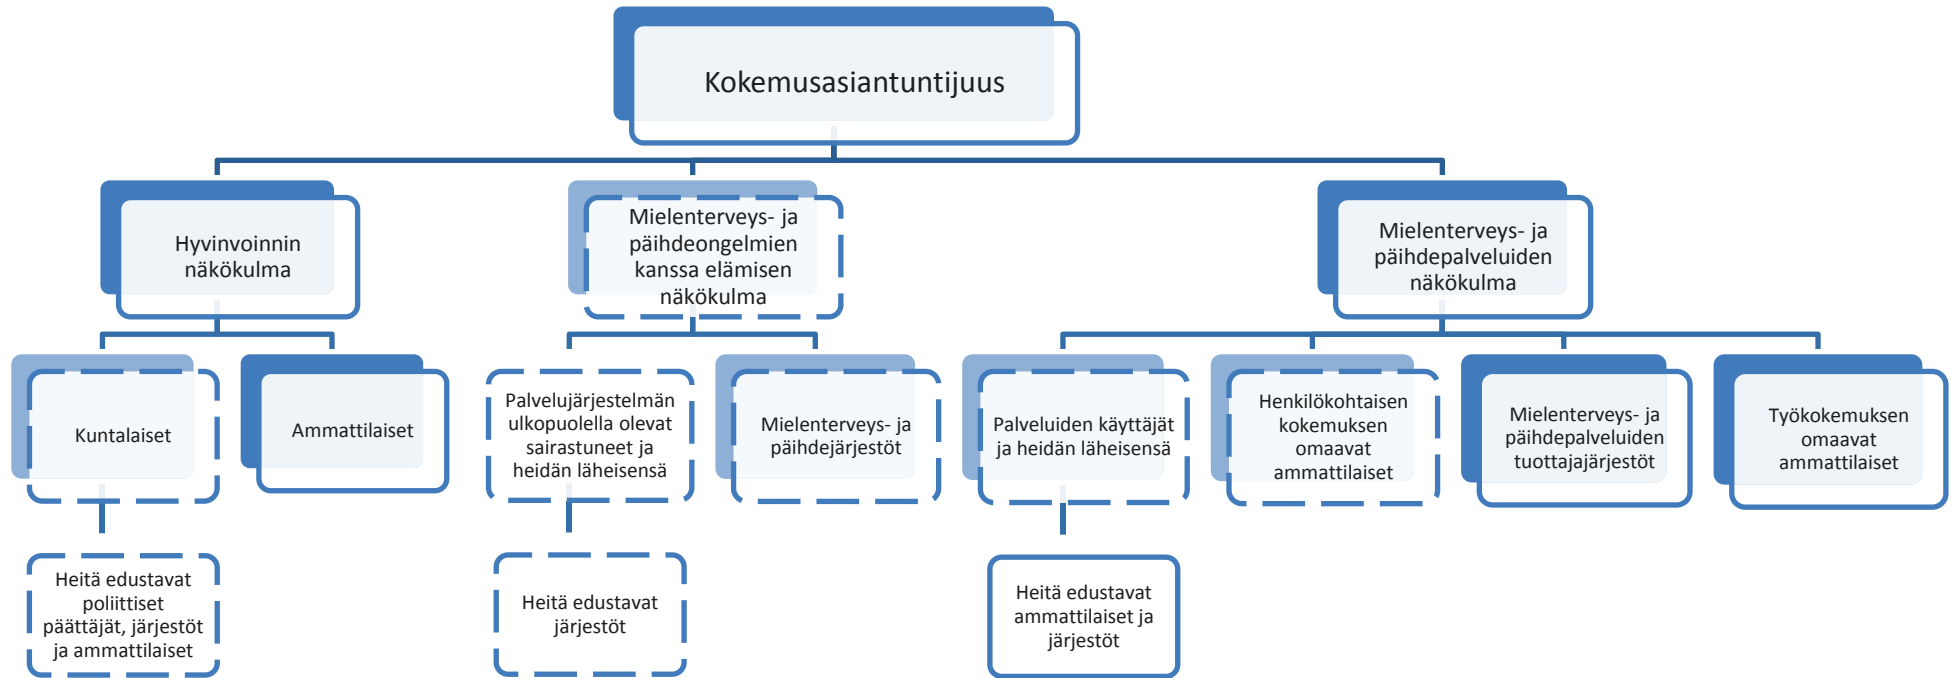 Kokemusasiantuntijuus
Hyvinvoinnin
näkökulma
Mielenterveys- ja
päihdeongelmien
kanssa elämisen
näkökulma
Mielenterveys- ja
päihdepalveluiden
näkökulma
Kuntalaiset
Ammattilaiset
Palvelujärjestelmän
ulkopuolella olevat
sairastuneet ja
heidän läheisensä
Mielenterveys- ja
päihdejärjestöt
Palveluiden käyttäjät
ja heidän läheisensä
Henkilökohtaisen
kokemuksen
omaavat
ammattilaiset
Mielenterveys- ja
päihdepalveluiden
tuottajajärjestöt
Työkokemuksen
omaavat
ammattilaiset
Heitä edustavat
poliittiset
päättäjät, järjestöt
ja ammattilaiset
Heitä edustavat
järjestöt
Heitä edustavat
ammattilaiset ja
järjestöt